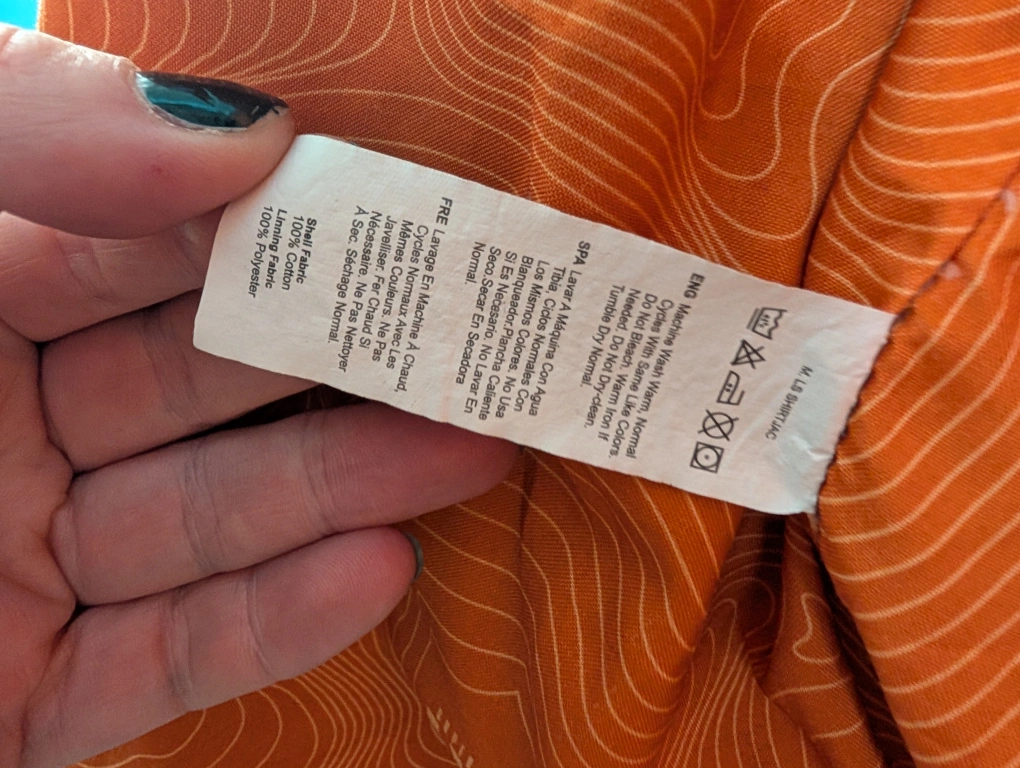 M LS SHIRTJAC
ENG Machine Wash Warm, Normal
Cycles With Same Like Colors.
Do Not Bleach. Warm Iron If
Needed. Do Not Dry-clean.
Tumble Dry Normal.
SPA Lavar A Máquina Con Agua
Tibia. Ciclos Normales Con
Los Mismos Colores. No Usa
Blanqueador.Plancha Caliente
Si Es Necesario. No Lavar En
Seco.Secar En Secadora
Normal.
FRE Lavage En Machine À Chaud,
Cycles Normaux Avec Les
Mêmes Couleurs. Ne Pas
Javelliser. Fer Chaud Si
Nécessaire. Ne Pas Nettoyer
À Sec. Séchage Normal.
Shell Fabric
100% Cotton
Linning Fabric
100% Polyester